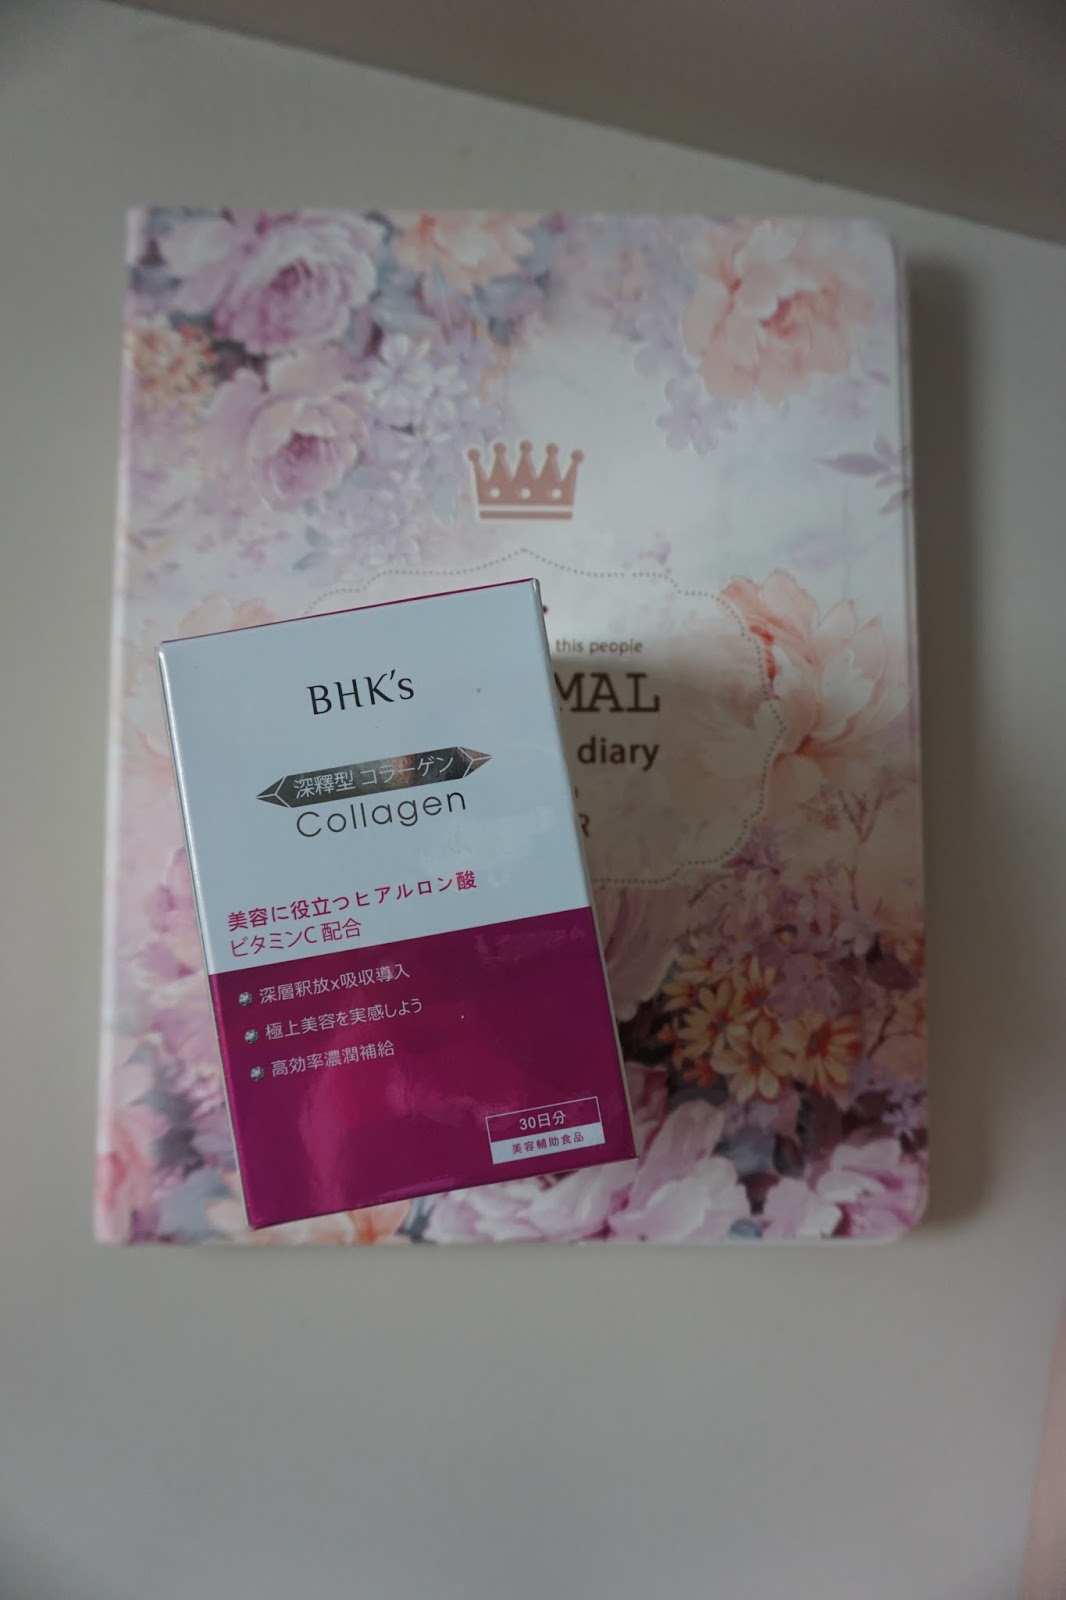 this people
MAL
diary
R
BHK's
深釋型 コラーゲン
Collagen
美容に役立つヒアルロン酸
ビタミンC配合
深層釈放x吸収導入
極上美容を実感しよう
高効率濃潤補給
30日分
美容輔助食品